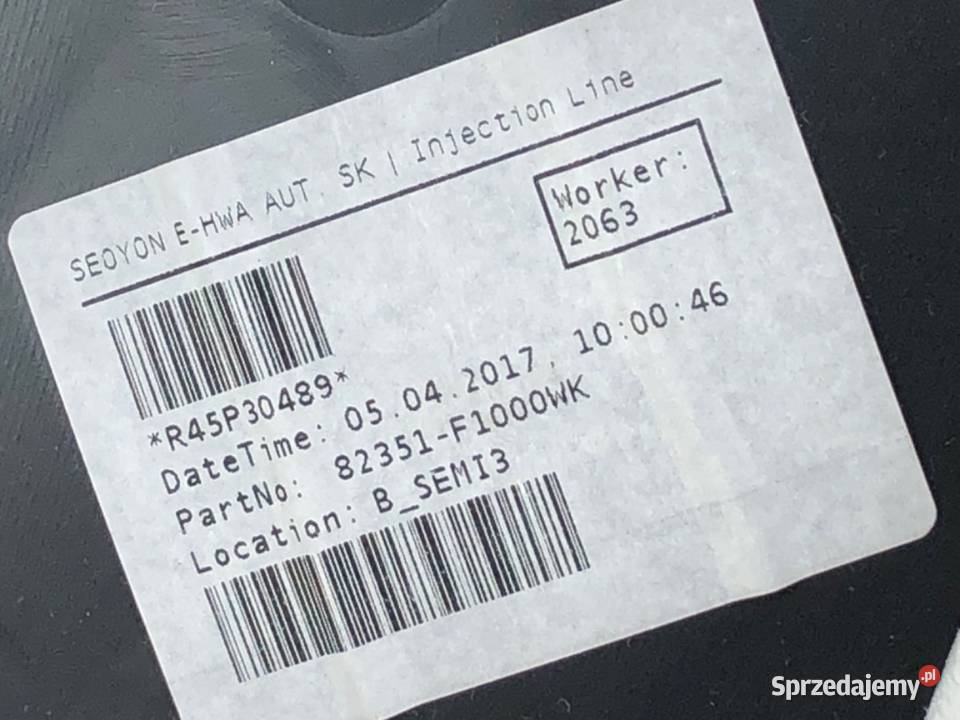 SEOYON E-HWA AUT. SK | Injection Line
Worker:
2063
*R45P30489*
DateTime: 05.04.2017. 10:00:46
PartNo: 82351-F1000WK
Location: B_SEMI3
Sprzedajemy.pl